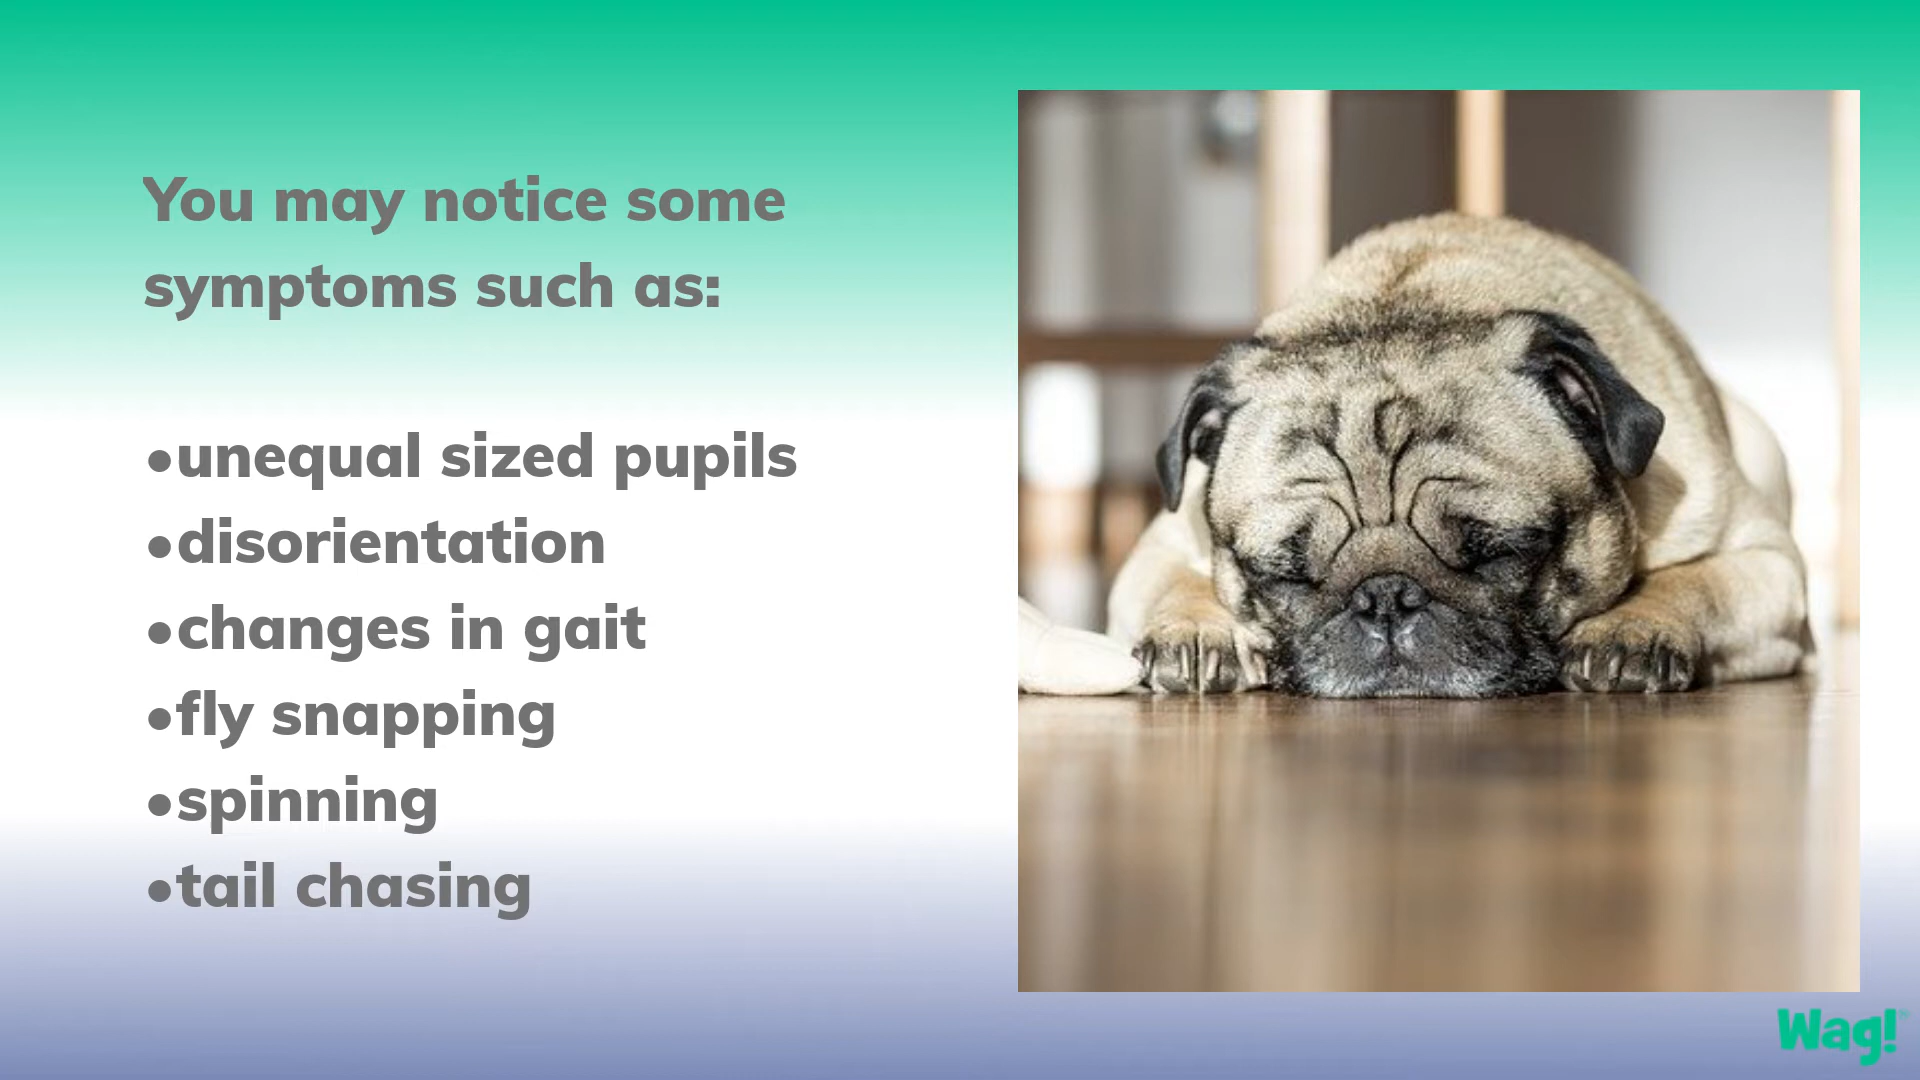 You may notice some
symptoms such as:
•unequal sized pupils
•disorientation
•changes in gait
•fly snapping
•spinning
•tail chasing
Wag!